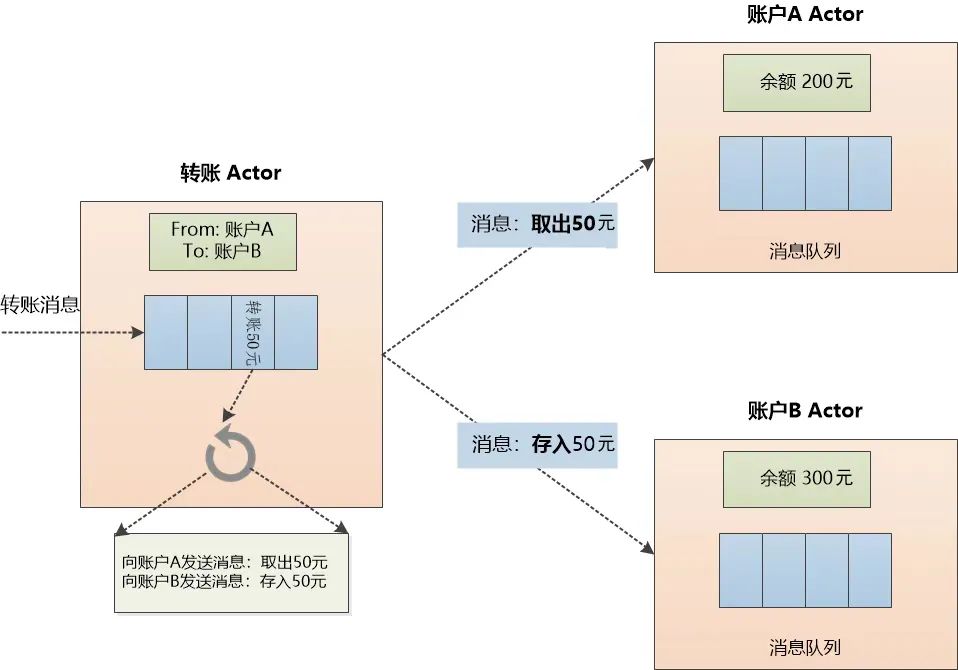 账户A Actor
余额 200元
消息队列
转账 Actor
From: 账户A
To: 账户B
转账消息
转账50元
消息：取出50元
消息：存入50元
向账户A发送消息：取出50元
向账户B发送消息：存入50元
账户B Actor
余额 300元
消息队列